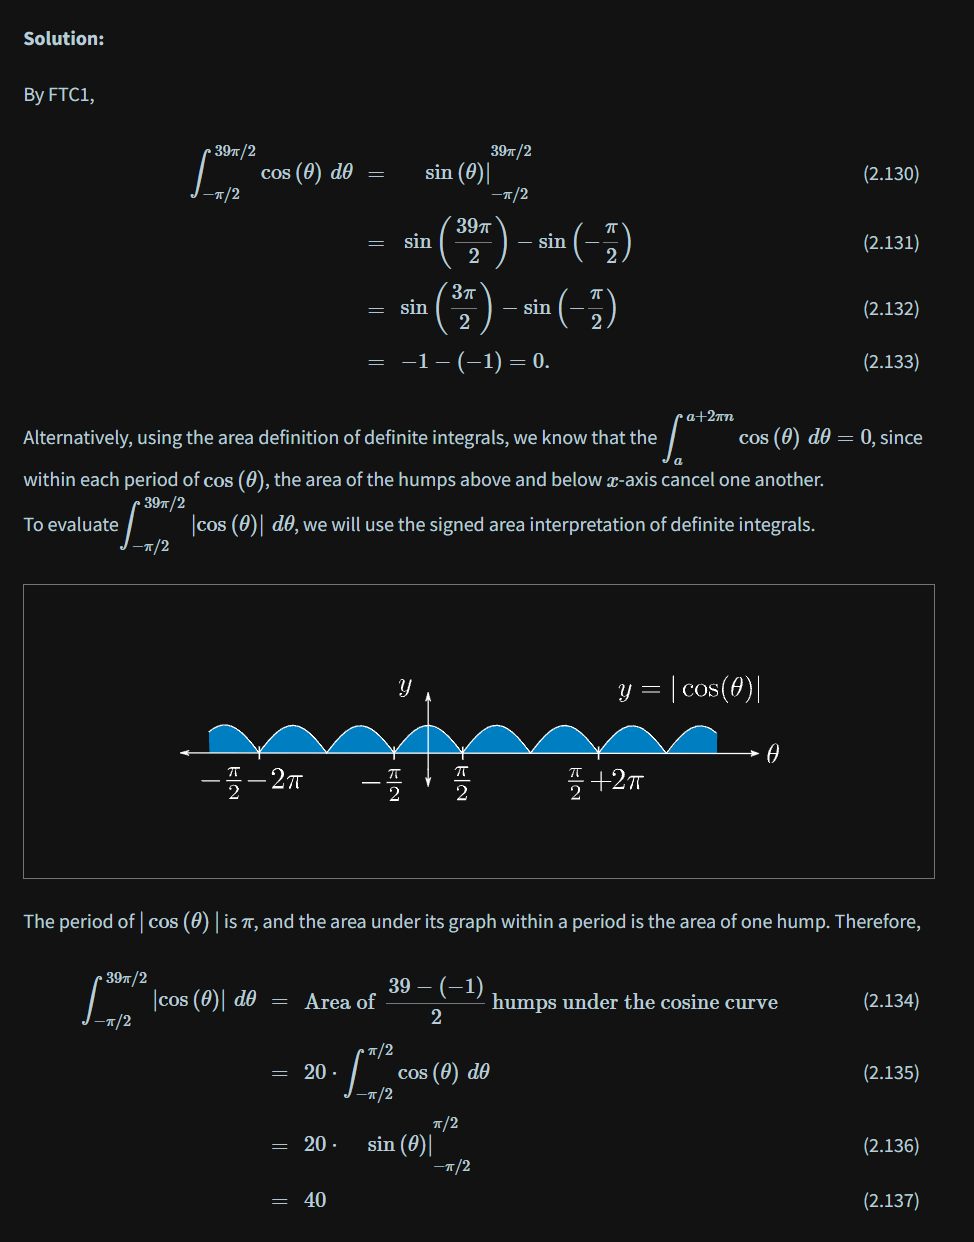 Solution:
By FTC1,
∫_{−π/2}^{39π/2} cos (θ) dθ = sin (θ)|_{−π/2}^{39π/2} (2.130)
= sin (39π/2) − sin (−π/2) (2.131)
= sin (3π/2) − sin (−π/2) (2.132)
= −1 − (−1) = 0. (2.133)
Alternatively, using the area definition of definite integrals, we know that the ∫_{a}^{a+2πn} cos (θ) dθ = 0, since
within each period of cos (θ), the area of the humps above and below x-axis cancel one another.
To evaluate ∫_{−π/2}^{39π/2} |cos (θ)| dθ, we will use the signed area interpretation of definite integrals.
y
y = | cos(θ)|
θ
−π/2 −2π
−π/2
π/2
π/2 +2π
The period of | cos (θ) | is π, and the area under its graph within a period is the area of one hump. Therefore,
∫_{−π/2}^{39π/2} |cos (θ)| dθ = Area of (39 − (−1))/2 humps under the cosine curve (2.134)
= 20 · ∫_{−π/2}^{π/2} cos (θ) dθ (2.135)
= 20 · sin (θ)|_{−π/2}^{π/2} (2.136)
= 40 (2.137)